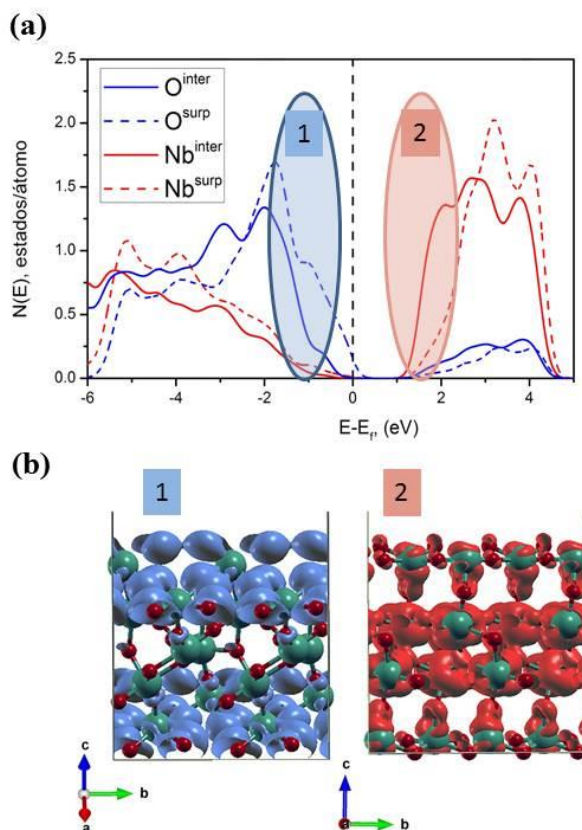 (a)
2.5
2.0
1.5
1.0
0.5
0.0
N(E), estados/átomo
O^inter
O^surp
Nb^inter
Nb^surp
1
2
-6 -4 -2 0 2 4
E-E_f, (eV)
(b)
1 2
c
b
a
c
b
a